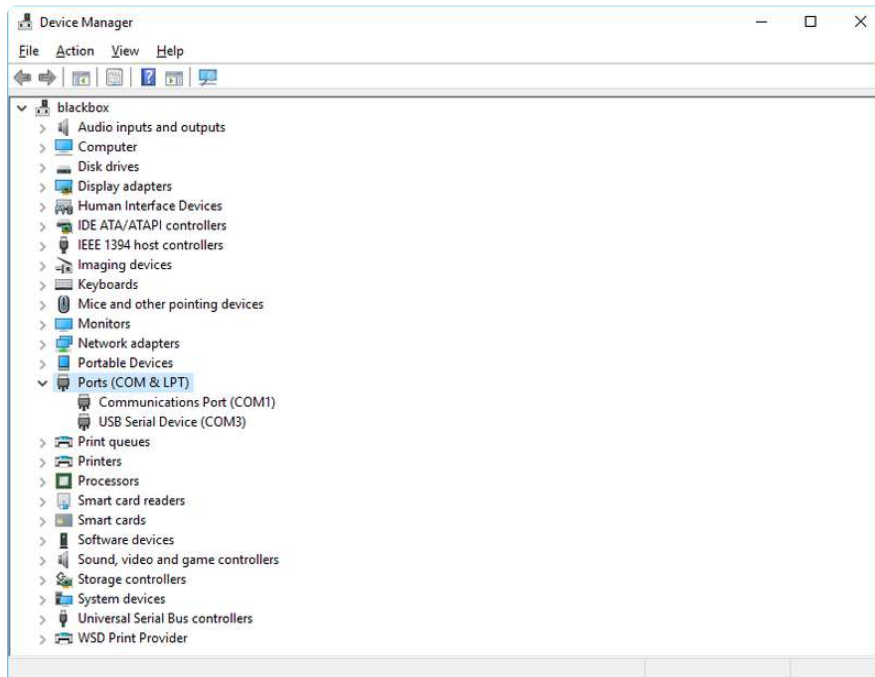 Device Manager
File Action View Help
blackbox
Audio inputs and outputs
Computer
Disk drives
Display adapters
Human Interface Devices
IDE ATA/ATAPI controllers
IEEE 1394 host controllers
Imaging devices
Keyboards
Mice and other pointing devices
Monitors
Network adapters
Portable Devices
Ports (COM & LPT)
Communications Port (COM1)
USB Serial Device (COM3)
Print queues
Printers
Processors
Smart card readers
Smart cards
Software devices
Sound, video and game controllers
Storage controllers
System devices
Universal Serial Bus controllers
WSD Print Provider